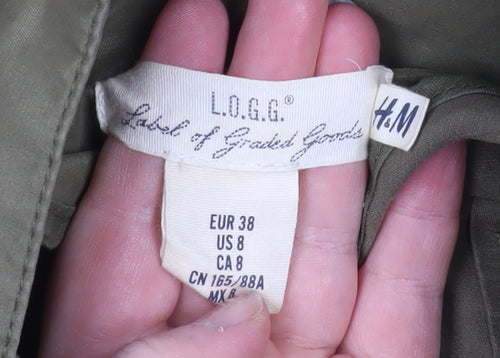 L.O.G.G.®
Label of Graded Goods
H&M
EUR 38
US 8
CA 8
CN 165/88A
MX 8